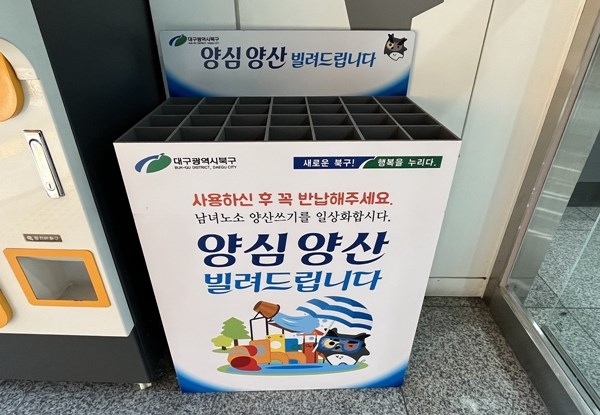 대구광역시북구
양심 양산 빌려드립니다
대구광역시북구
BUK-GU DISTRICT, DAEGU CITY
새로운 북구!
행복을 누리다.
사용하신 후 꼭 반납해주세요.
남녀노소 양산쓰기를 일상화합시다.
양심 양산
빌려드립니다